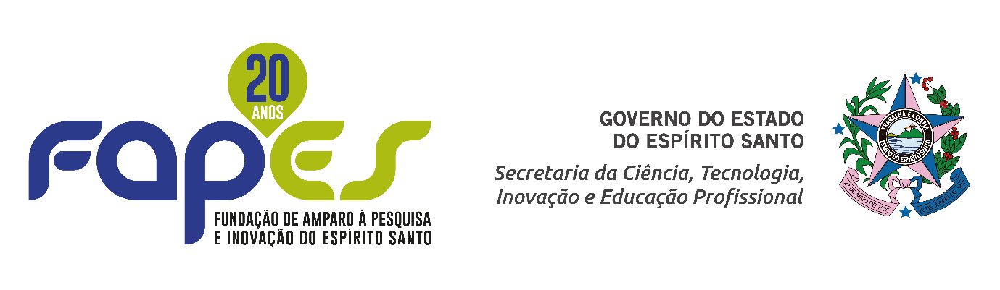 20
ANOS
FAPES
FUNDAÇÃO DE AMPARO À PESQUISA
E INOVAÇÃO DO ESPÍRITO SANTO
GOVERNO DO ESTADO
DO ESPÍRITO SANTO
Secretaria da Ciência, Tecnologia,
Inovação e Educação Profissional
TRABALHA E CONFIA
ESTADO DO ESPIRITO SANTO
23 DE MAIO DE 1535
12 DE JUNHO DE 1817